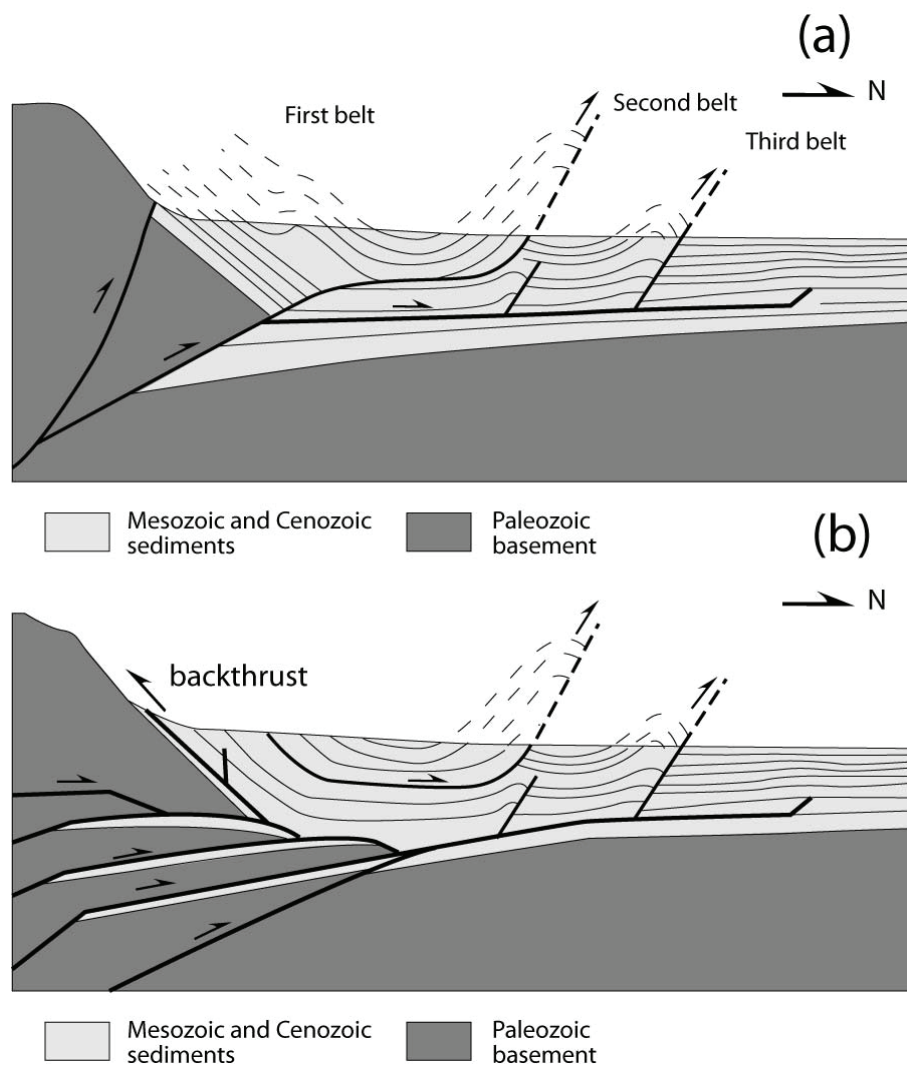 (a)
N
First belt
Second belt
Third belt
Mesozoic and Cenozoic
sediments
Paleozoic
basement
(b)
N
backthrust
Mesozoic and Cenozoic
sediments
Paleozoic
basement